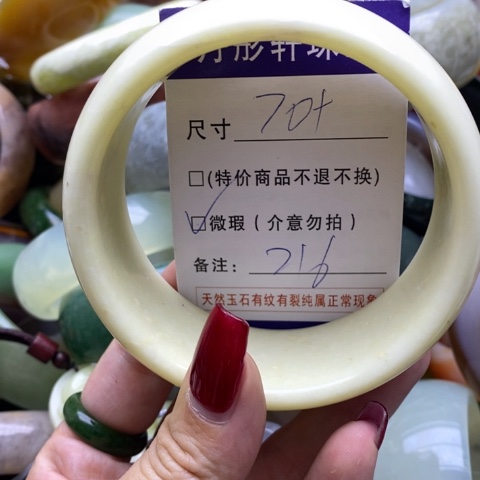 尺寸 70+
□(特价商品不退不换)
□微瑕（介意勿拍）
备注： 216
天然玉石有纹有裂纯属正常现象